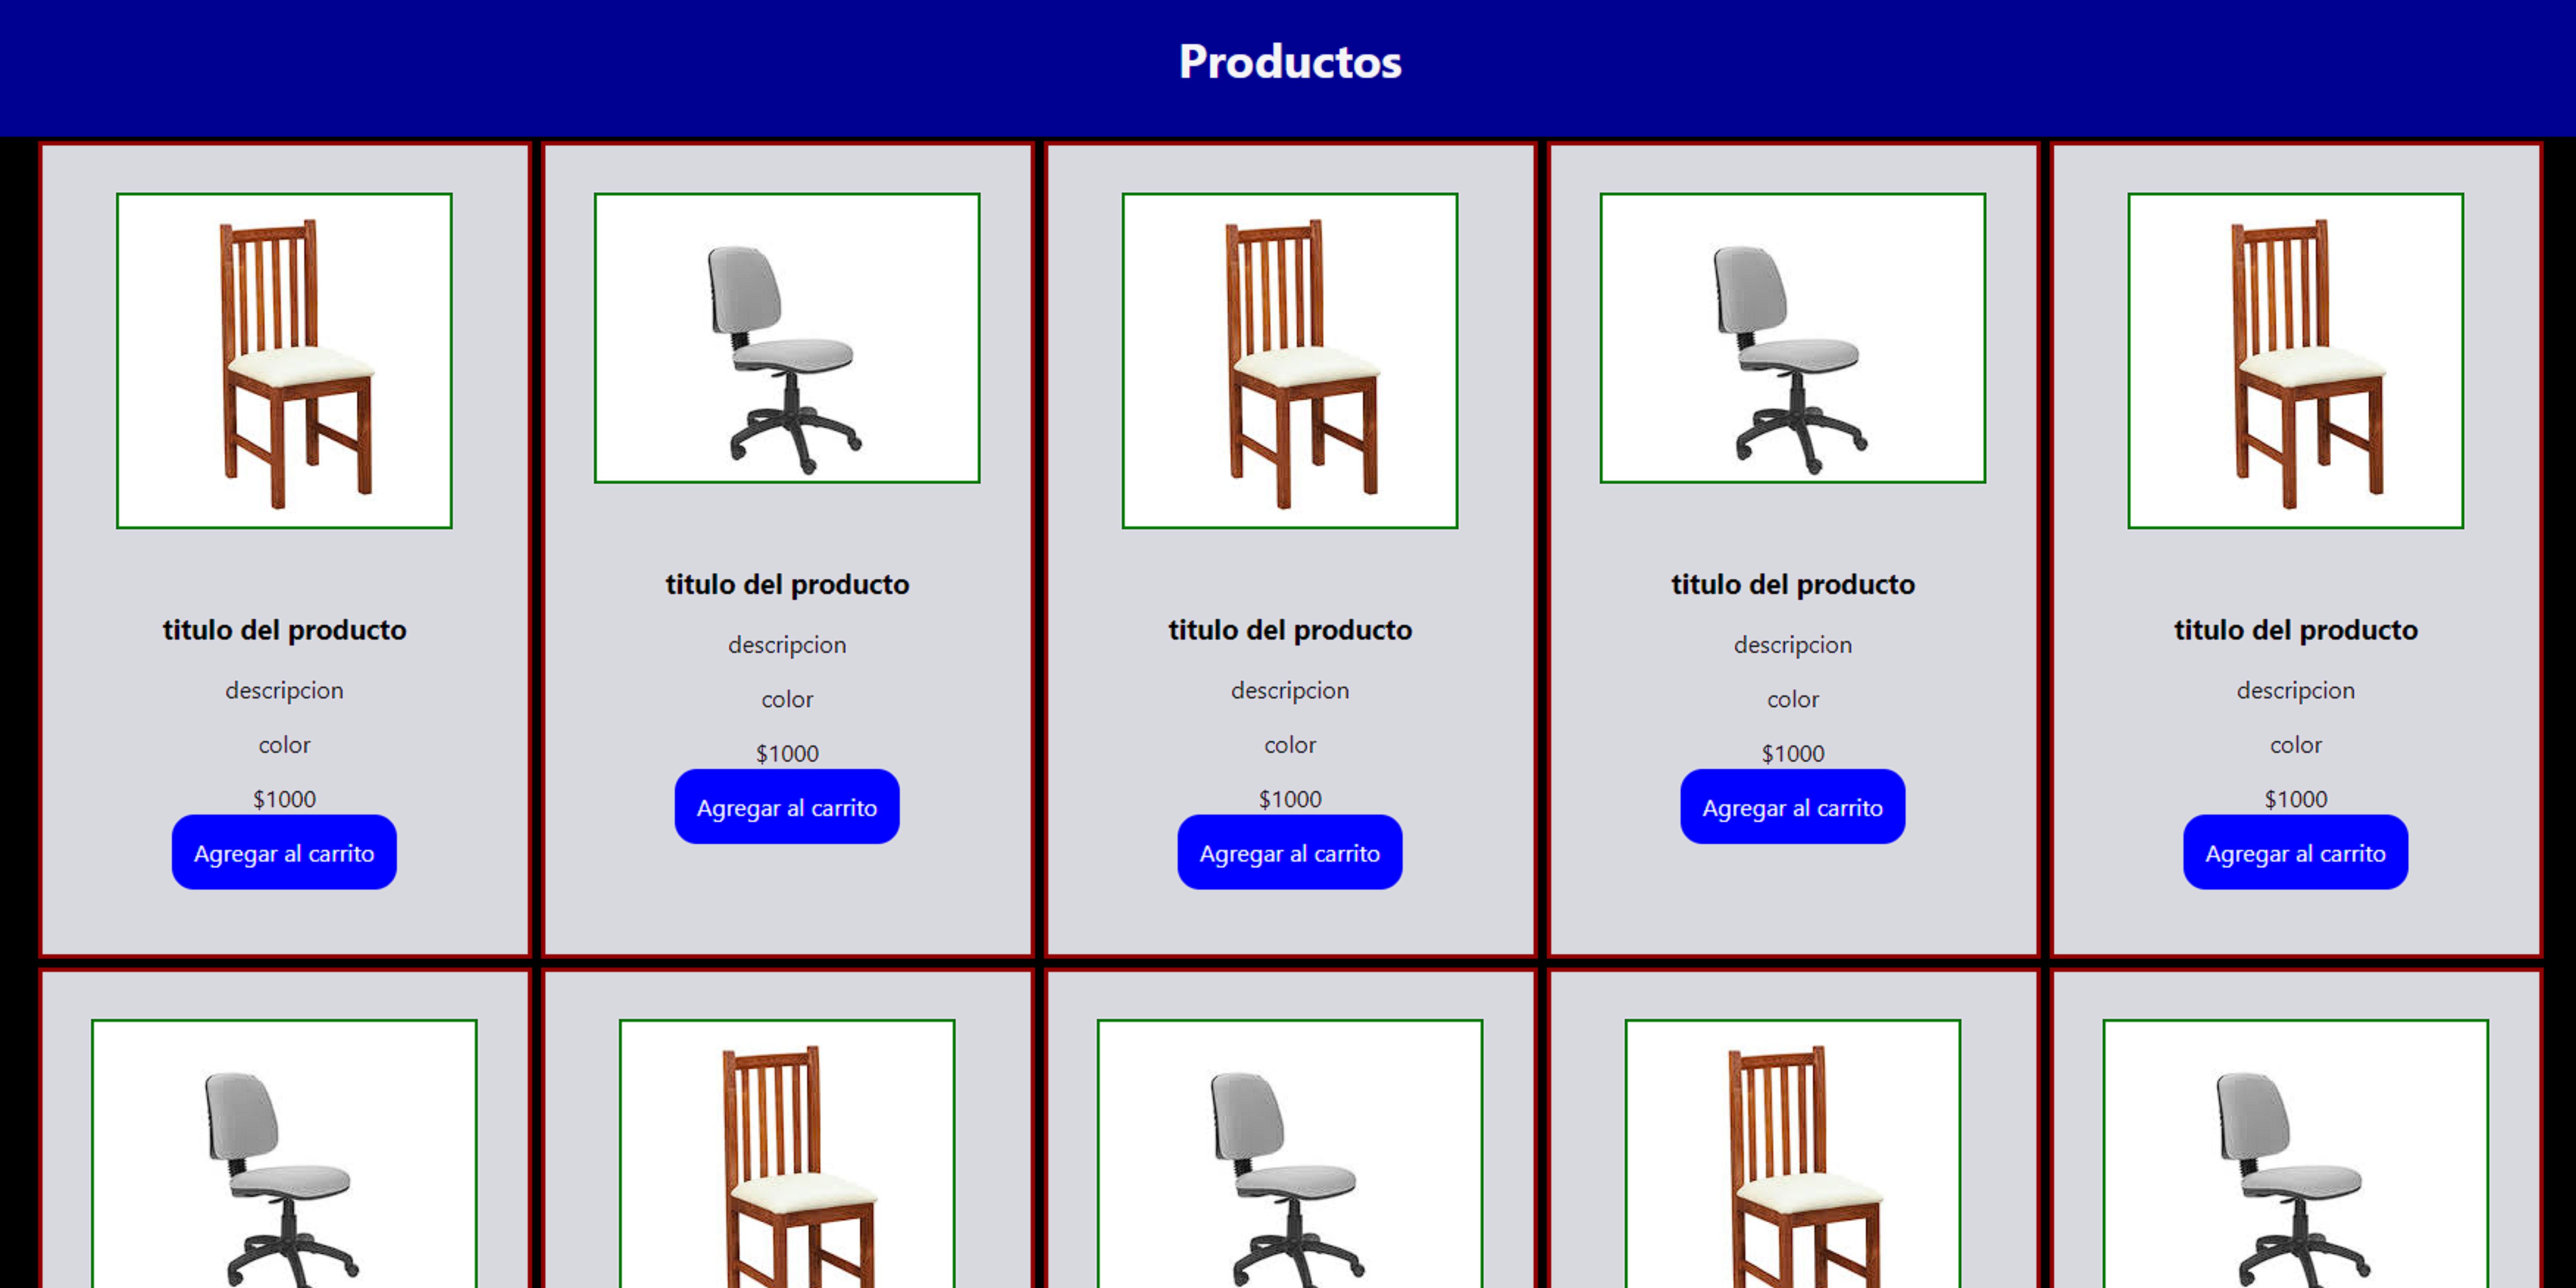 Productos
titulo del producto
descripcion
color
$1000
Agregar al carrito
titulo del producto
descripcion
color
$1000
Agregar al carrito
titulo del producto
descripcion
color
$1000
Agregar al carrito
titulo del producto
descripcion
color
$1000
Agregar al carrito
titulo del producto
descripcion
color
$1000
Agregar al carrito